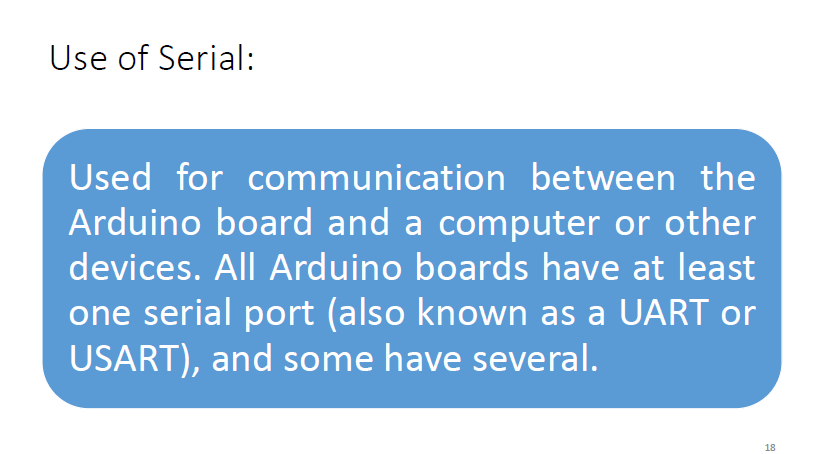 Use of Serial:
Used for communication between the
Arduino board and a computer or other
devices. All Arduino boards have at least
one serial port (also known as a UART or
USART), and some have several.
18